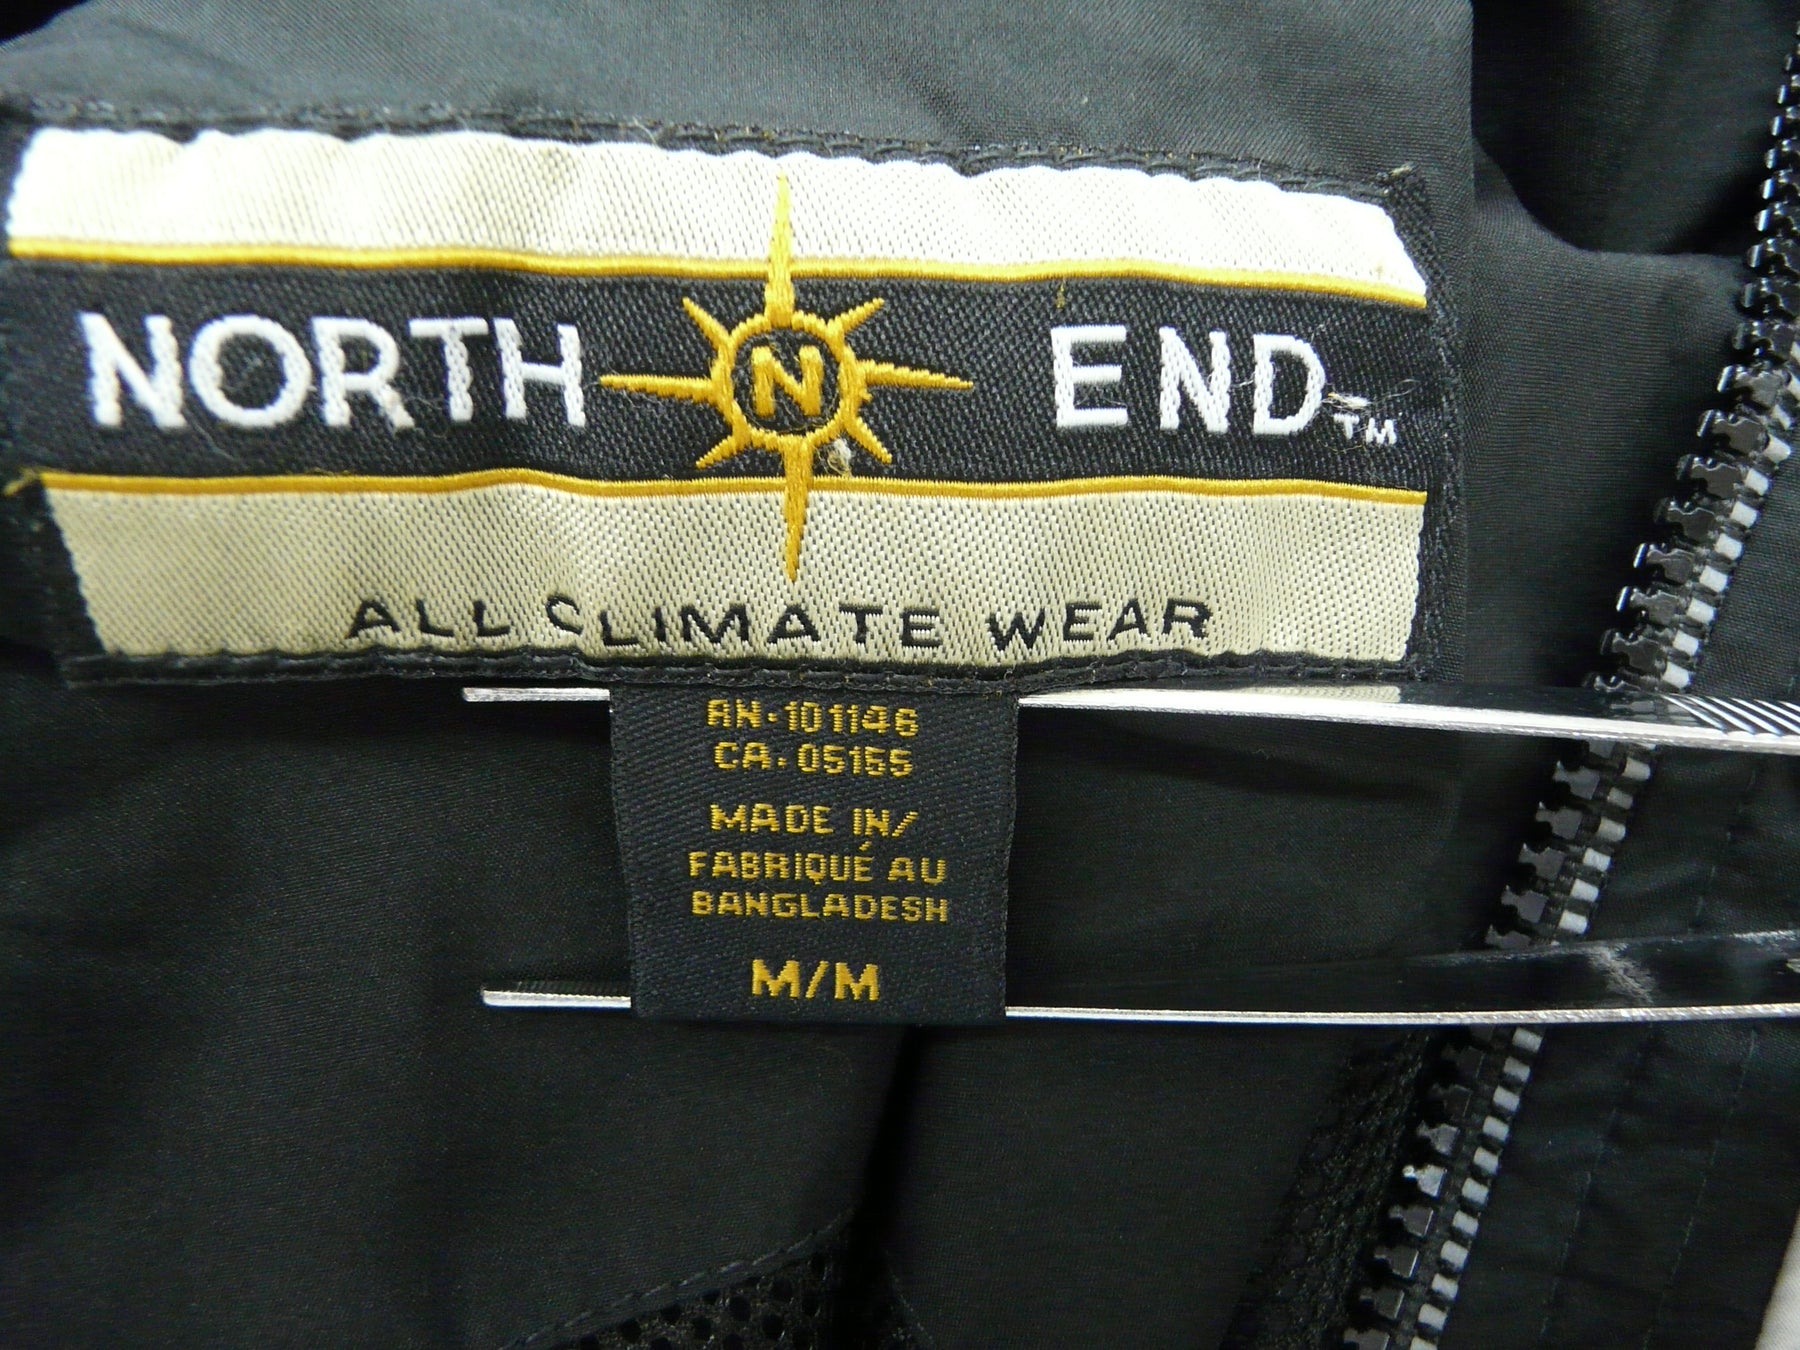 NORTH N END™
ALL CLIMATE WEAR
RN-101146
CA-05155
MADE IN/
FABRIQUÉ AU
BANGLADESH
M/M